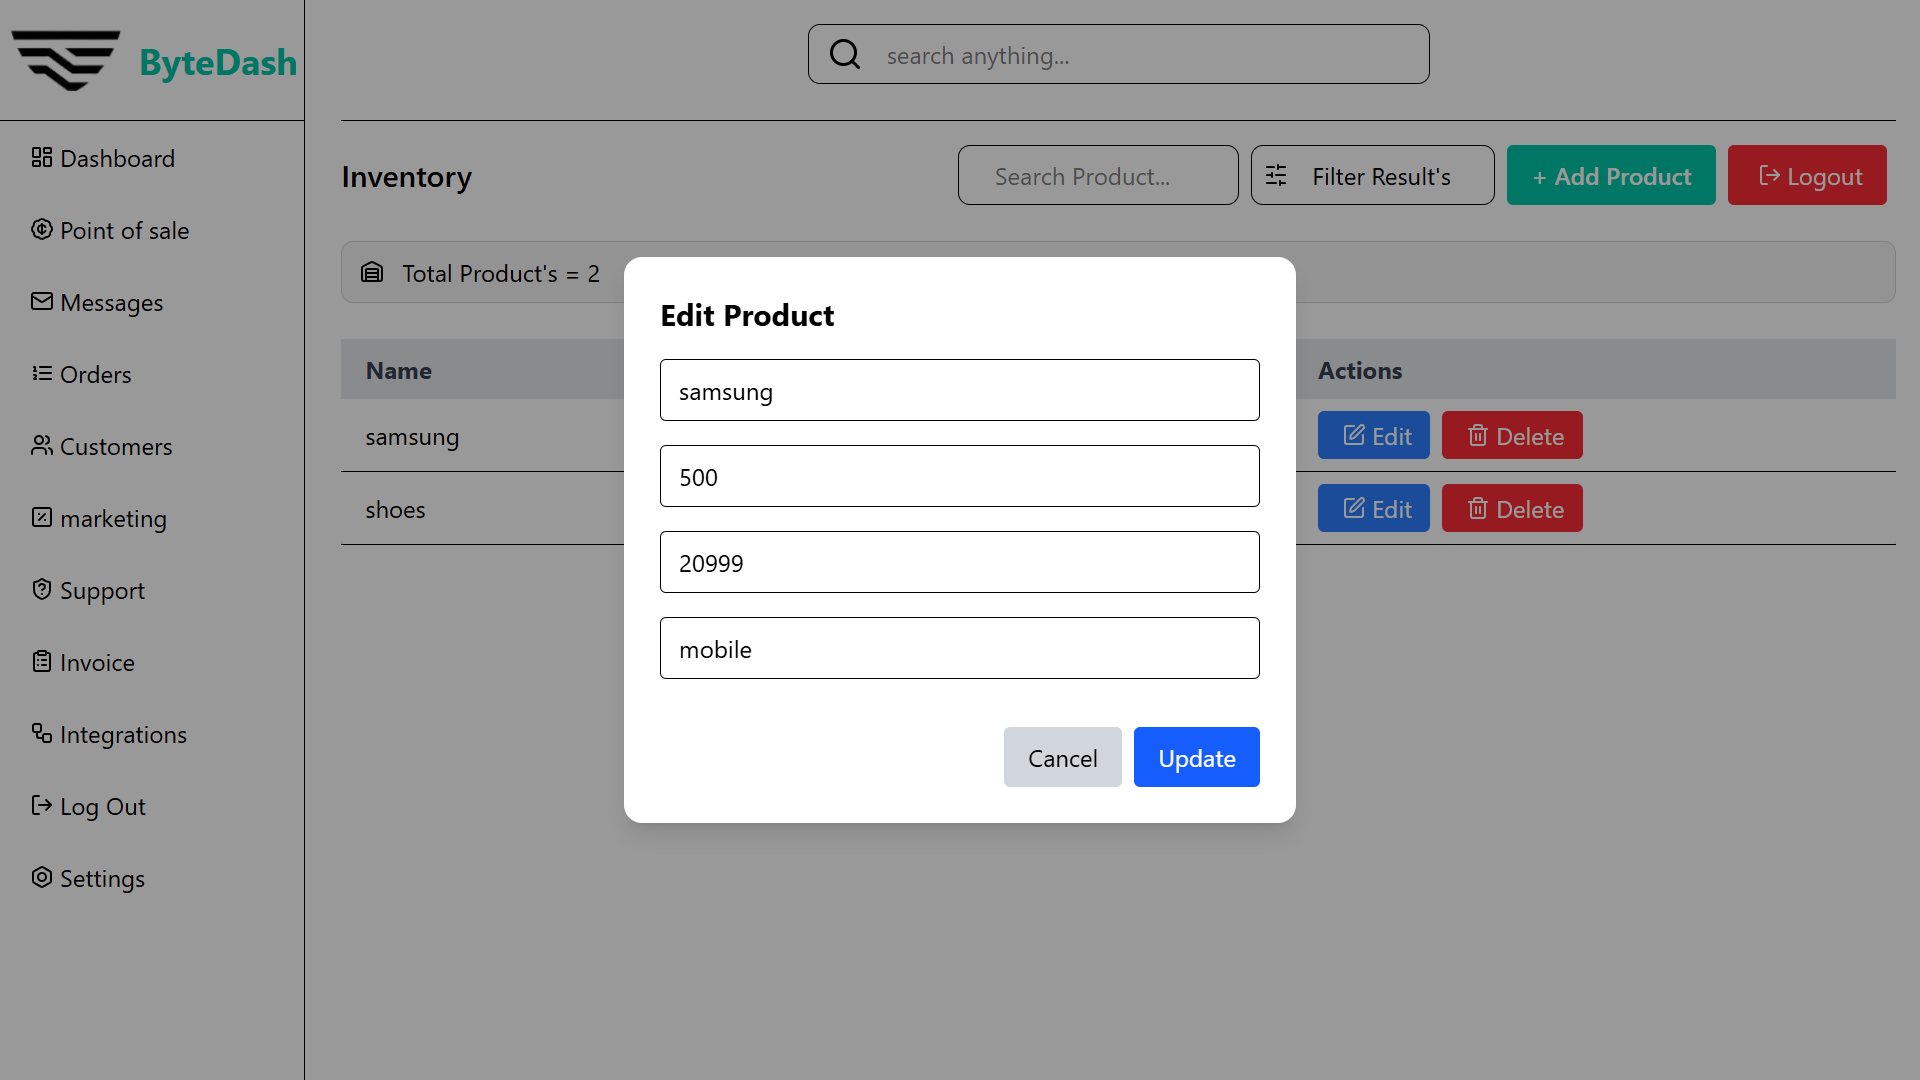 ByteDash
search anything...
Dashboard
Point of sale
Messages
Orders
Customers
marketing
Support
Invoice
Integrations
Log Out
Settings
Inventory
Search Product...
Filter Result's
+ Add Product
Logout
Total Product's = 2
Name
Actions
samsung
Edit
Delete
shoes
Edit
Delete
Edit Product
samsung
500
20999
mobile
Cancel
Update